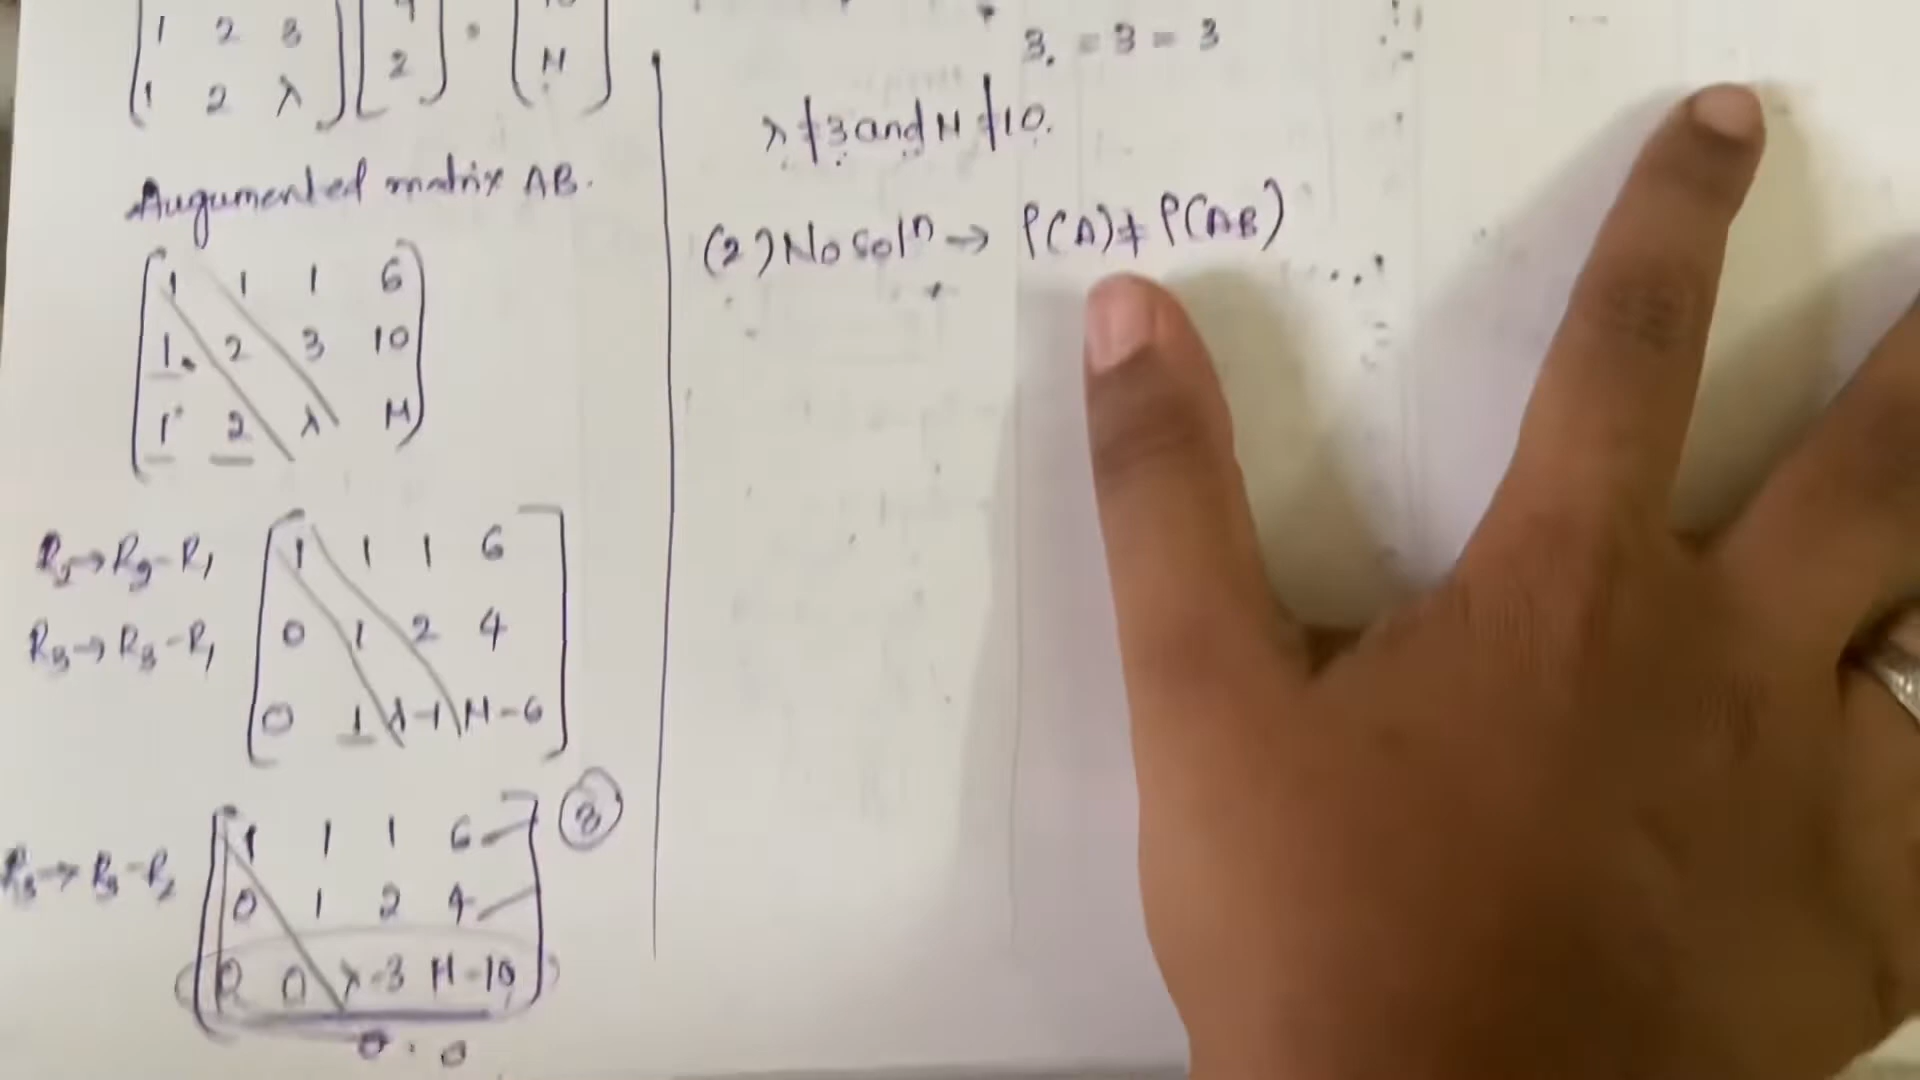 1 2 3
1 2 λ
2
M
Augumented matrix AB.
1 1 1 6
1 2 3 10
1 2 λ M
R2→R2-R1
R3→R3-R1
1 1 1 6
0 1 2 4
0 1 λ-1 M-6
R3→R3-R2
1 1 1 6
0 1 2 4
0 0 λ-3 M-10
3
0 . 0
3. = 3 = 3
λ≠3 and M≠10.
(2) No soln → ρ(A)≠ρ(AB)